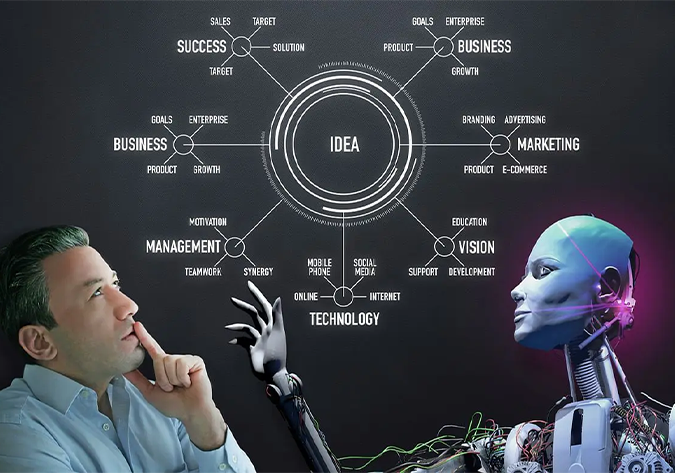 SALES TARGET
SUCCESS
SOLUTION
TARGET
GOALS ENTERPRISE
PRODUCT
BUSINESS
GROWTH
GOALS ENTERPRISE
BUSINESS
PRODUCT GROWTH
IDEA
BRANDING ADVERTISING
MARKETING
PRODUCT E-COMMERCE
MOTIVATION
MANAGEMENT
TEAMWORK SYNERGY
MOBILE PHONE
SOCIAL MEDIA
ONLINE INTERNET
TECHNOLOGY
EDUCATION
VISION
SUPPORT DEVELOPMENT